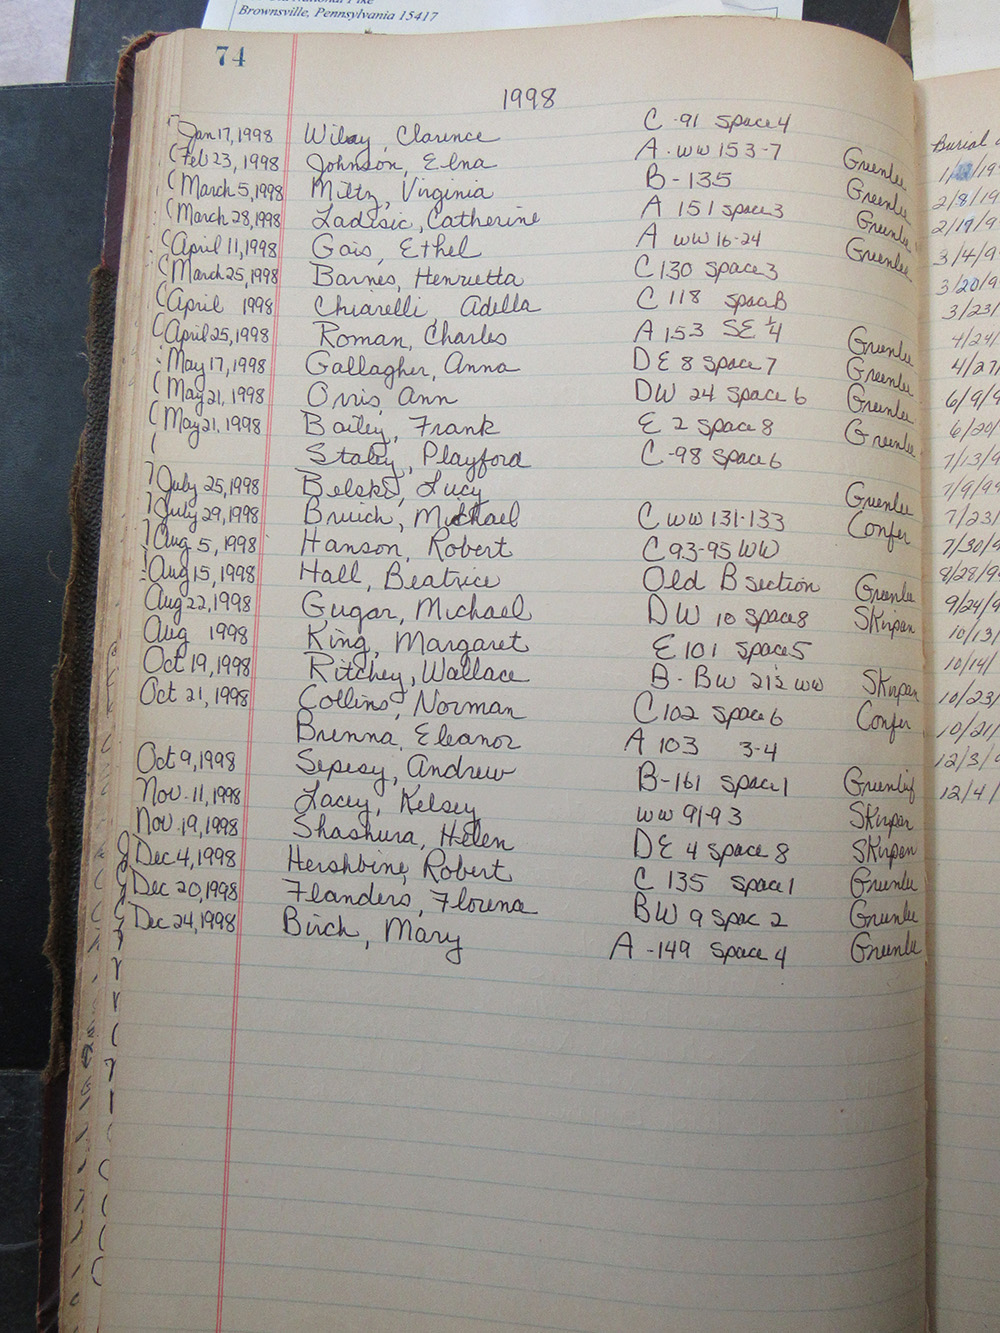 Brownsville, Pennsylvania 15417
74
1998
Jan 17, 1998 Wiley, Clarence C -91 Space 4
Feb 23, 1998 Johnson, Elna A - WW 153-7 Greenlee
March 5, 1998 Miltz, Virginia B-135 Greenlee
March 28, 1998 Ladisic, Catherine A 151 Space 3 Greenlee
April 11, 1998 Gais, Ethel A WW 16-24 Greenlee
March 25, 1998 Barnes, Henrietta C 130 Space 3
April 1998 Chiarelli Adella C 118 Space B
April 25, 1998 Roman, Charles A 153 SE ¼ Greenlee
May 17, 1998 Gallagher, Anna DE 8 Space 7 Greenlee
May 21, 1998 Orris Ann DW 24 Space 6 Greenlee
May 21, 1998 Bailey, Frank E 2 Space 8 Greenlee
Playford C-98 Space 6
July 25, 1998 Lucy Greenlee
July 29, 1998 Bruich, Michael C WW 131-133 Confer
Aug 5, 1998 Hanson, Robert C 93-95 WW
Aug 15, 1998 Hall, Beatrice Old B section Greenlee
Aug 22, 1998 Gugar, Michael DW 10 Space 8 Skirpan
Aug 1998 King, Margaret E 101 Space 5
Oct 19, 1998 Ritchey, Wallace B - BW WW Skirpan
Oct 21, 1998 Collins, Norman C 102 Space 6 Confer
Brenna, Eleanor A 103 3-4
Oct 9, 1998 Sepesy, Andrew B-161 Space 1
Nov. 11, 1998 Lacey, Kelsey WW 91-93 Skirpan
Nov. 19, 1998 Shashura, Helen DE 4 Space 8 Skirpan
Dec 4, 1998 Hershbine, Robert C 135 Space 1 Greenlee
Dec 20, 1998 Flanders, Florena BW 9 Spac 2 Greenlee
Dec 24, 1998 Birch, Mary A -149 Space 4 Greenlee
Burial